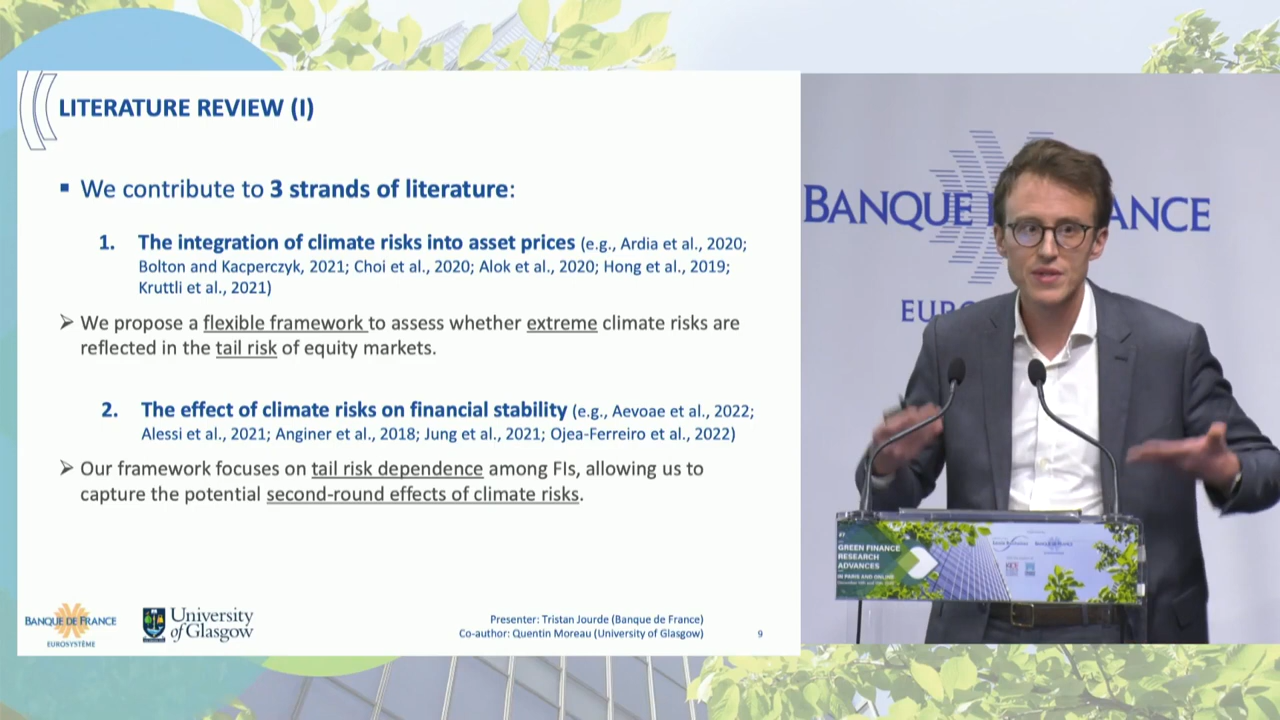 LITERATURE REVIEW (I)
▪ We contribute to 3 strands of literature:
1. The integration of climate risks into asset prices (e.g., Ardia et al., 2020;
Bolton and Kacperczyk, 2021; Choi et al., 2020; Alok et al., 2020; Hong et al., 2019;
Kruttli et al., 2021)
➢ We propose a flexible framework to assess whether extreme climate risks are
reflected in the tail risk of equity markets.
2. The effect of climate risks on financial stability (e.g., Aevoae et al., 2022;
Alessi et al., 2021; Anginer et al., 2018; Jung et al., 2021; Ojea-Ferreiro et al., 2022)
➢ Our framework focuses on tail risk dependence among FIs, allowing us to
capture the potential second-round effects of climate risks.
BANQUE DE FRANCE
EUROSYSTÈME
University
of Glasgow
Presenter: Tristan Jourde (Banque de France)
Co-author: Quentin Moreau (University of Glasgow)
9
BANQUE ANCE
EURO
GREEN FINANCE
RESEARCH
ADVANCES
IN PARIS AND ONLINE